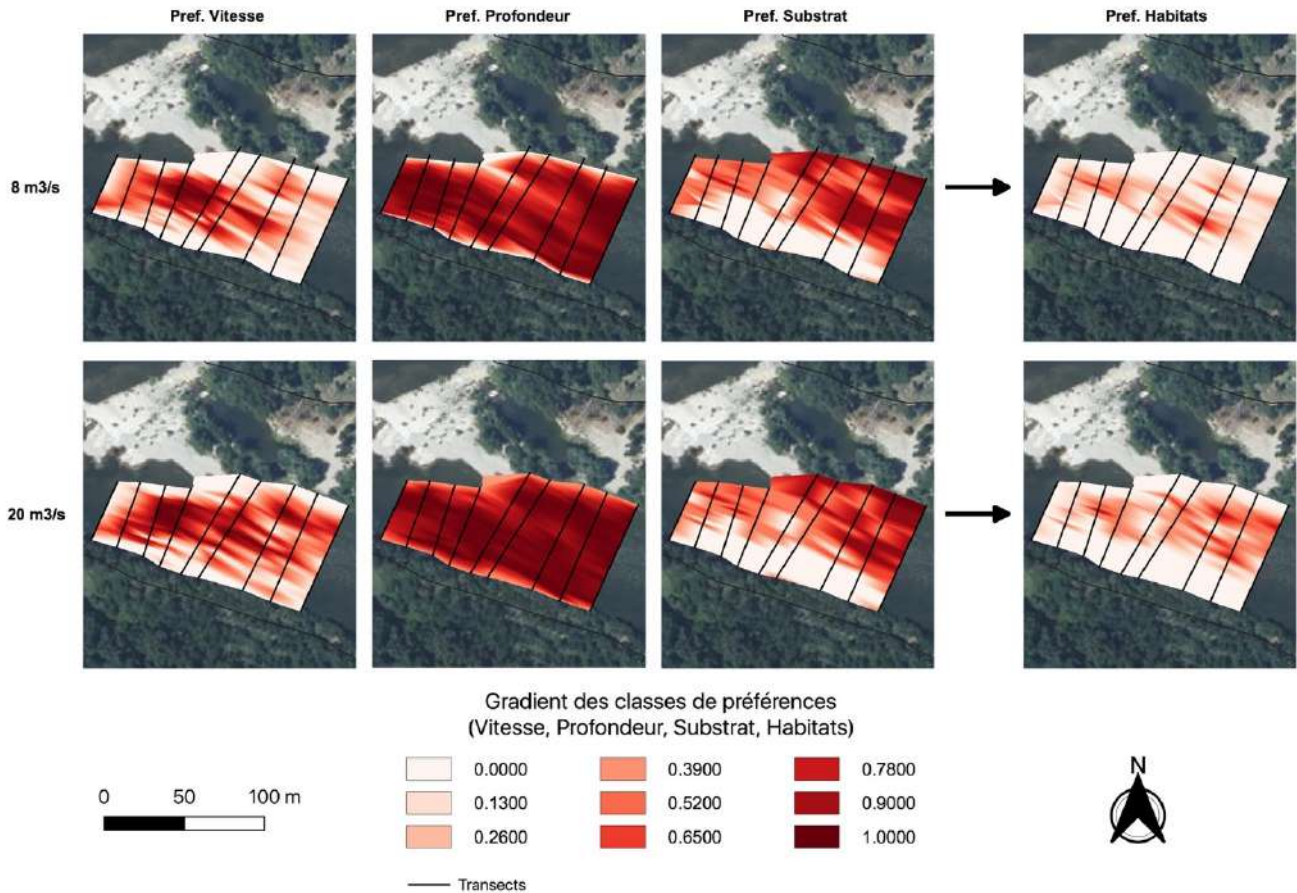 Pref. Vitesse Pref. Profondeur Pref. Substrat Pref. Habitats
8 m3/s
20 m3/s
Gradient des classes de préférences
(Vitesse, Profondeur, Substrat, Habitats)
0.0000 0.3900 0.7800
0 50 100 m 0.1300 0.5200 0.9000
0.2600 0.6500 1.0000
N
Transects